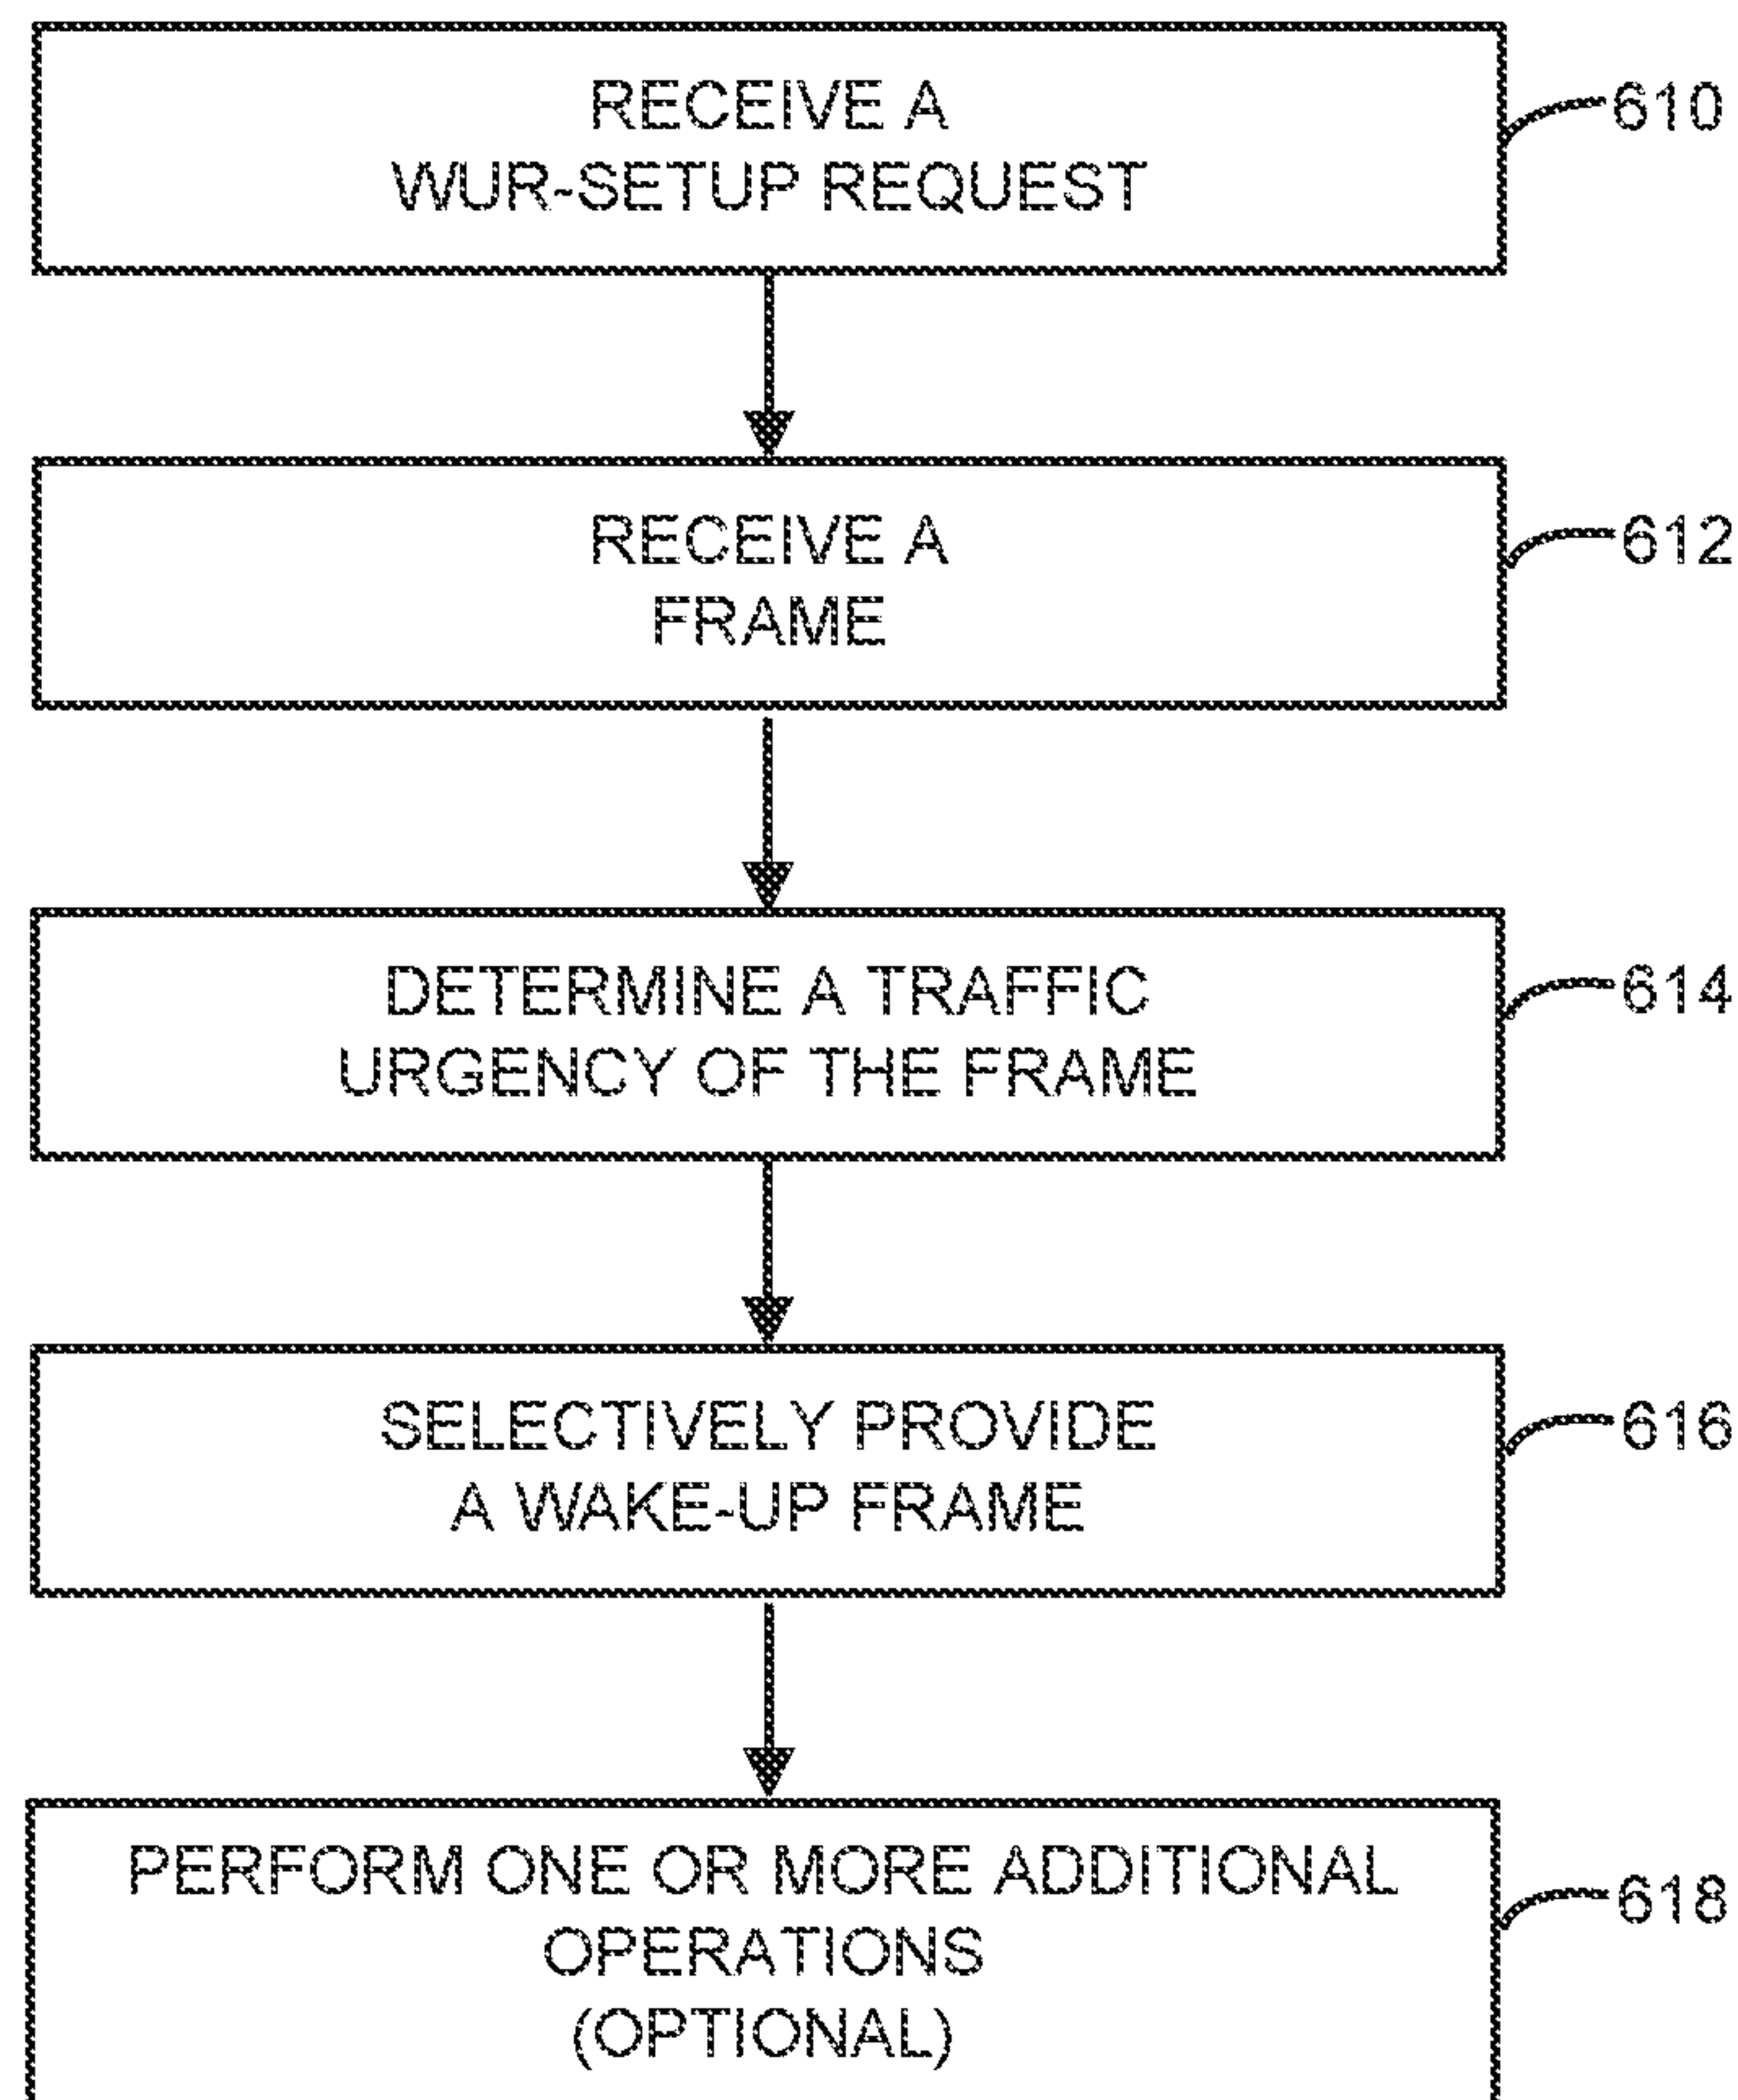 RECEIVE A
WUR-SETUP REQUEST
610
RECEIVE A
FRAME
612
DETERMINE A TRAFFIC
URGENCY OF THE FRAME
614
SELECTIVELY PROVIDE
A WAKE-UP FRAME
616
PERFORM ONE OR MORE ADDITIONAL
OPERATIONS
(OPTIONAL)
618